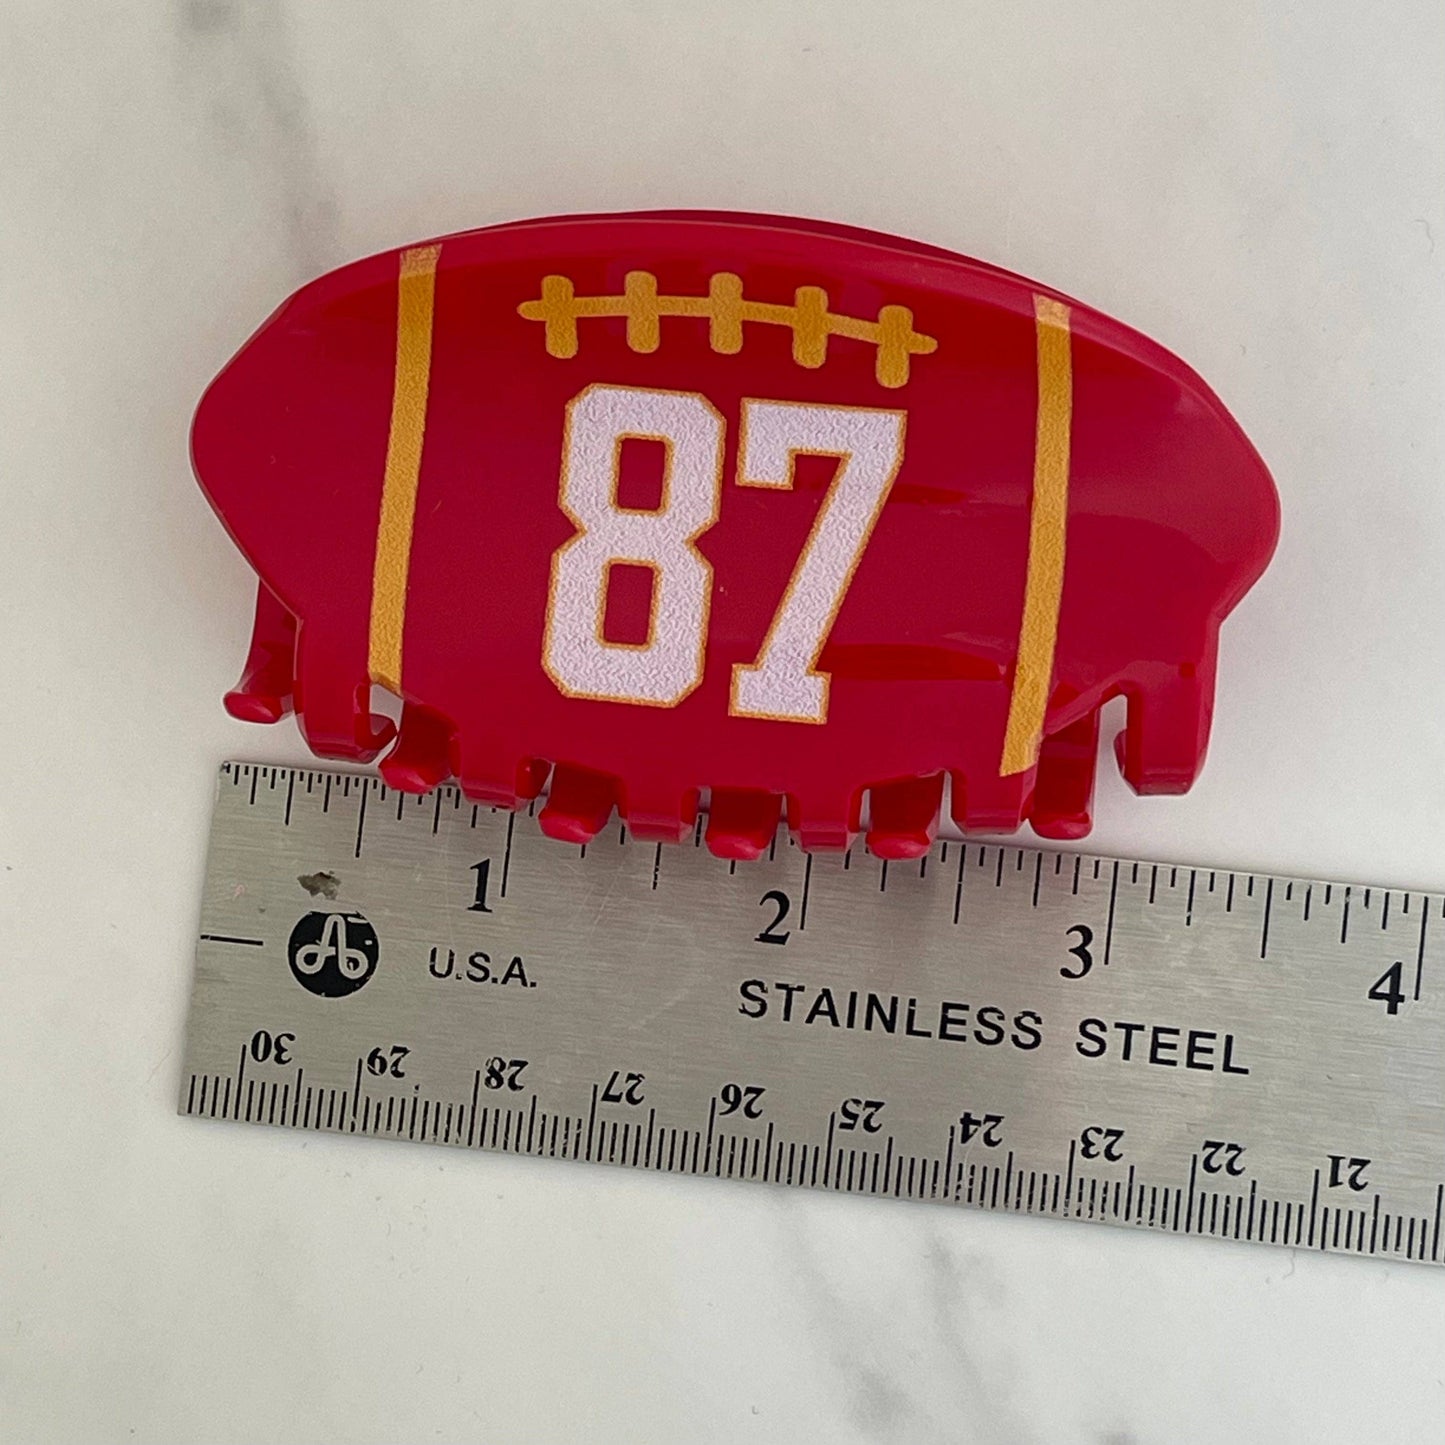 87
1 2 3 4
U.S.A.
STAINLESS STEEL
30 29 28 27 26 25 24 23 22 21